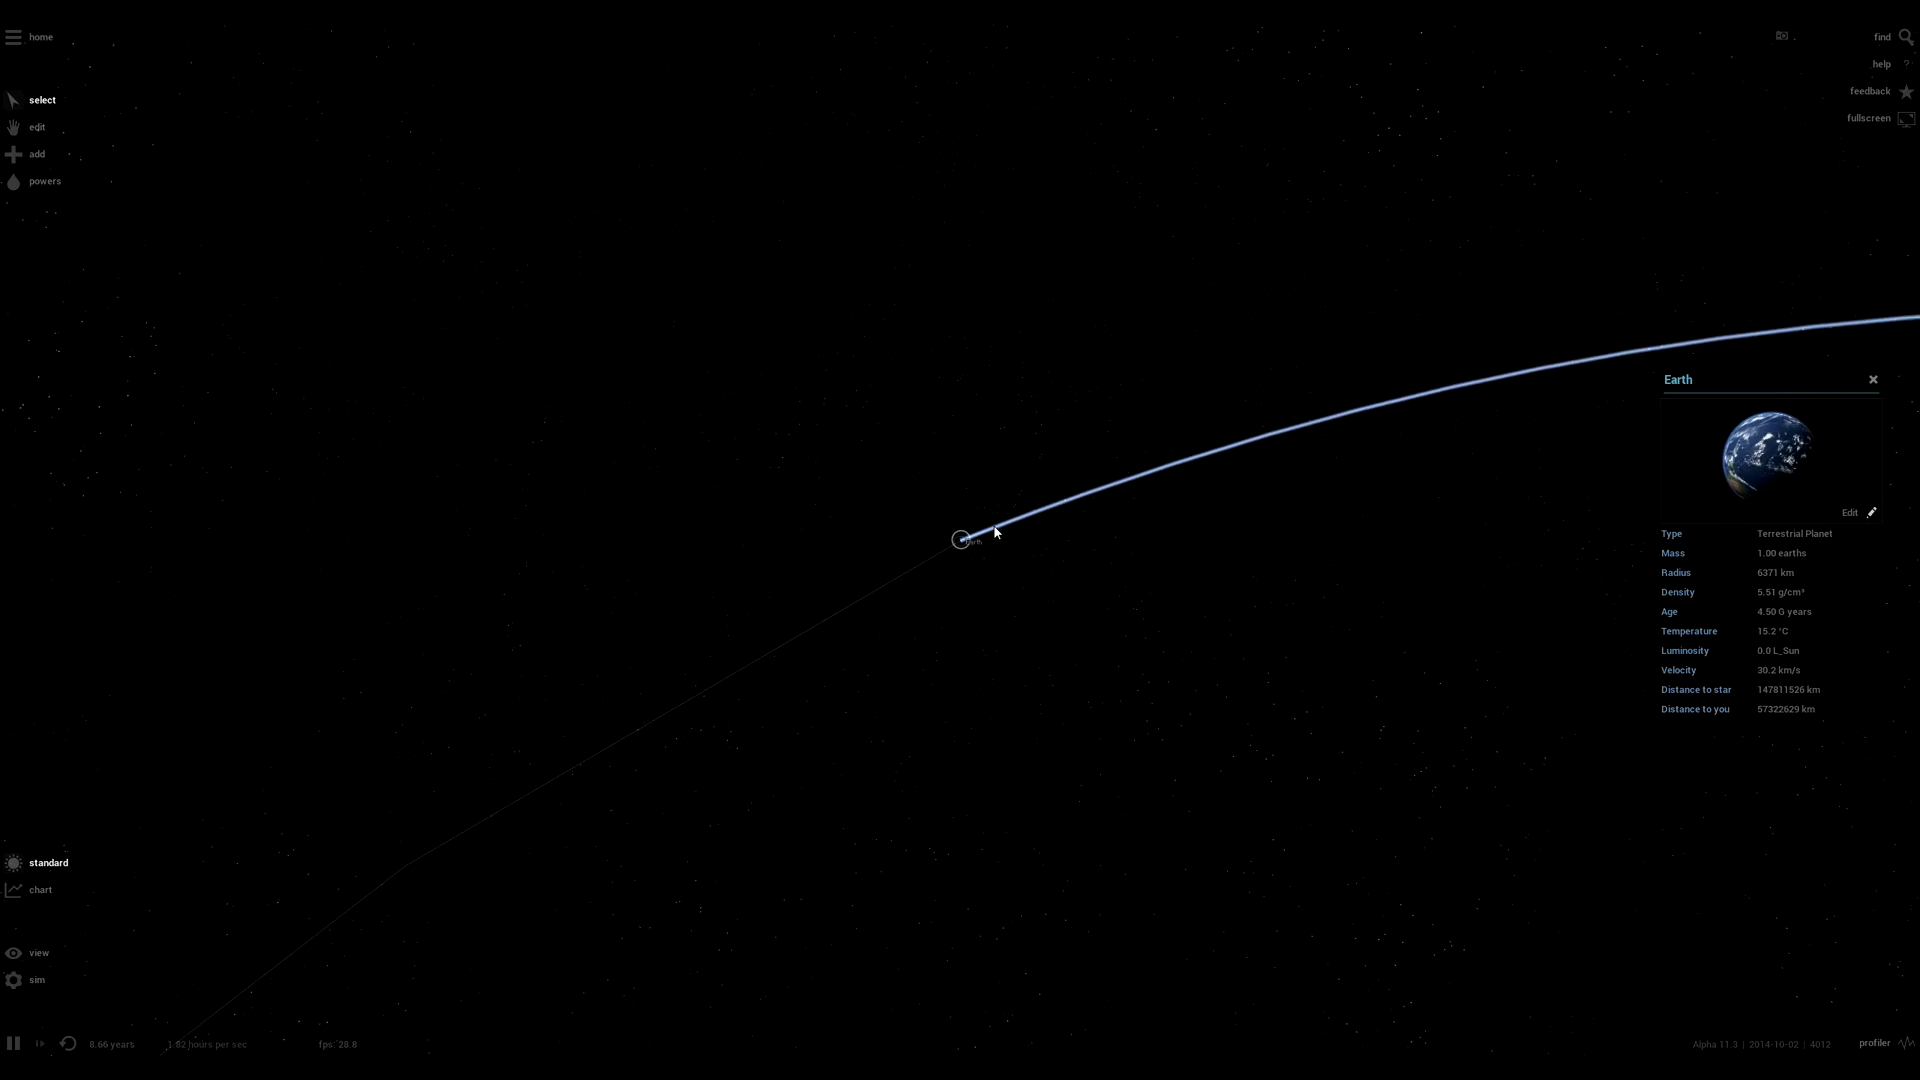 home
find
help ?
feedback
fullscreen
select
edit
add
powers
Earth
Earth
Edit
Type Terrestrial Planet
Mass 1.00 earths
Radius 6371 km
Density 5.51 g/cm³
Age 4.50 G years
Temperature 15.2 °C
Luminosity 0.0 L_Sun
Velocity 30.2 km/s
Distance to star 147811526 km
Distance to you 57322629 km
standard
chart
view
sim
8.66 years 1.82 hours per sec fps: 28.8
Alpha 11.3 | 2014-10-02 | 4012 profiler